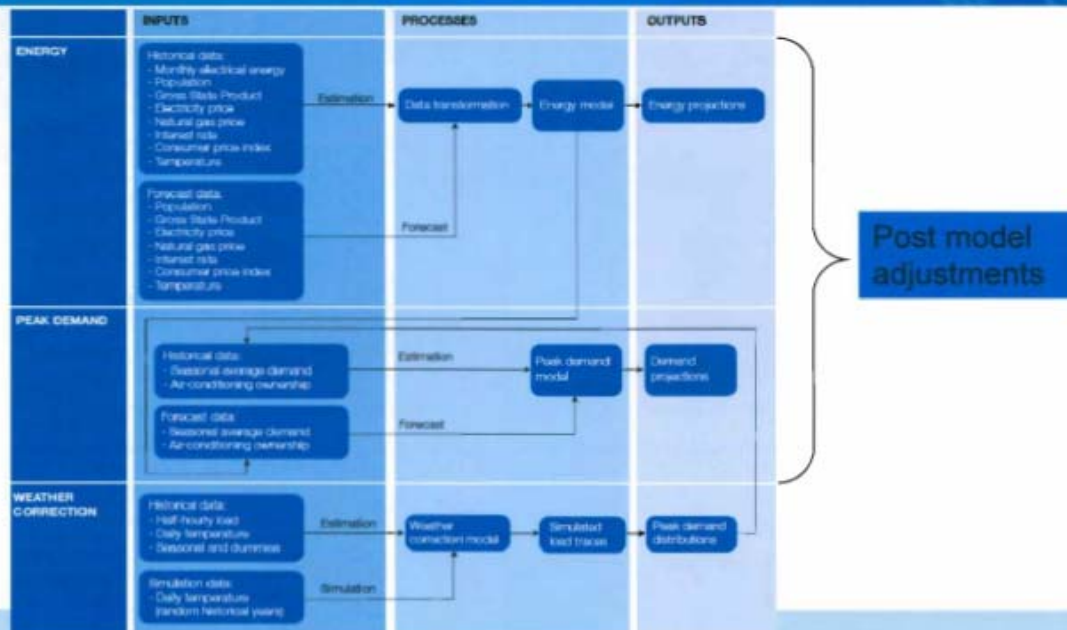 INPUTS
PROCESSES
OUTPUTS
ENERGY
Historical data:
- Monthly electrical energy
- Population
- Gross State Product
- Electricity price
- Natural gas price
- Interest rate
- Consumer price index
- Temperature
Estimation
Data transformation
Energy model
Energy projections
Forecast data:
- Population
- Gross State Product
- Electricity price
- Natural gas price
- Interest rate
- Consumer price index
- Temperature
Forecast
Post model
adjustments
PEAK DEMAND
Historical data:
- Seasonal average demand
- Air-conditioning ownership
Estimation
Peak demand
model
Demand
projections
Forecast data:
- Seasonal average demand
- Air-conditioning ownership
Forecast
WEATHER
CORRECTION
Historical data:
- Half-hourly load
- Daily temperature
- Seasonal and dummies
Estimation
Weather
correction model
Simulated
load traces
Peak demand
distributions
Simulation data:
- Daily temperature
(random historical years)
Simulation